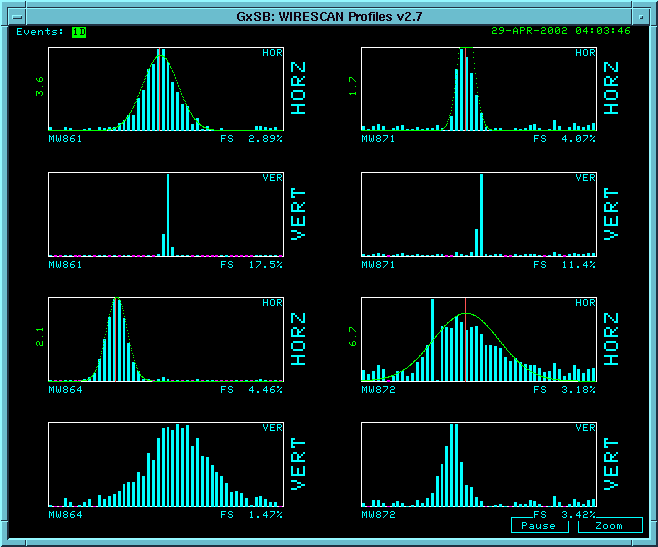 GxSB: WIRESCAN Profiles v2.7
Events: 1D 29-APR-2002 04:03:46
3.6 HOR HORZ 1.7 HOR HORZ
MW861 FS 2.89% MW871 FS 4.07%
VER VERT VER VERT
MW861 FS 17.5% MW871 FS 11.4%
2.1 HOR HORZ 6.7 HOR HORZ
MW864 FS 4.46% MW872 FS 3.18%
VER VERT VER VERT
MW864 FS 1.47% MW872 FS 3.42%
Pause Zoom